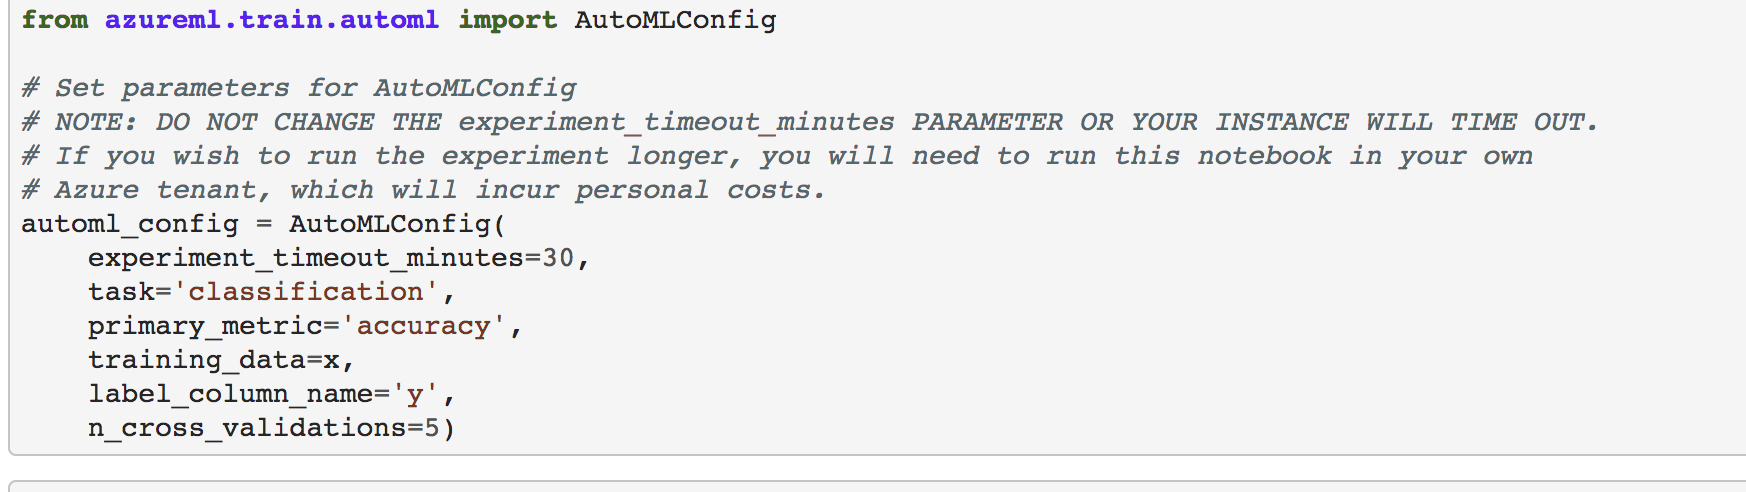 from azureml.train.automl import AutoMLConfig
# Set parameters for AutoMLConfig
# NOTE: DO NOT CHANGE THE experiment_timeout_minutes PARAMETER OR YOUR INSTANCE WILL TIME OUT.
# If you wish to run the experiment longer, you will need to run this notebook in your own
# Azure tenant, which will incur personal costs.
automl_config = AutoMLConfig(
    experiment_timeout_minutes=30,
    task='classification',
    primary_metric='accuracy',
    training_data=x,
    label_column_name='y',
    n_cross_validations=5)